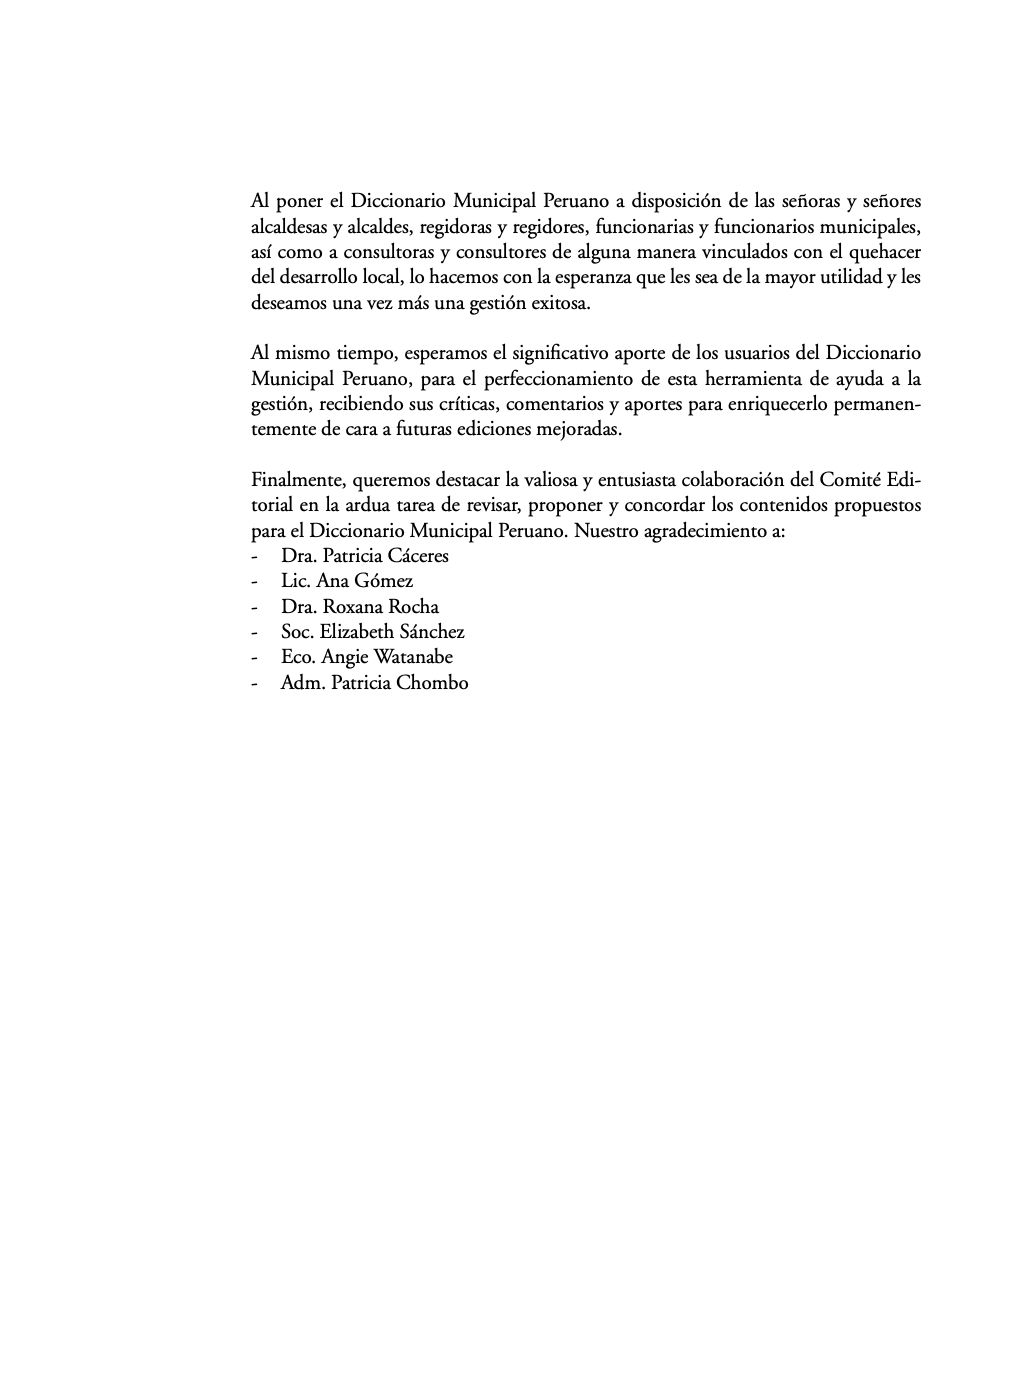 Al poner el Diccionario Municipal Peruano a disposición de las señoras y señores
alcaldesas y alcaldes, regidoras y regidores, funcionarias y funcionarios municipales,
así como a consultoras y consultores de alguna manera vinculados con el quehacer
del desarrollo local, lo hacemos con la esperanza que les sea de la mayor utilidad y les
deseamos una vez más una gestión exitosa.
Al mismo tiempo, esperamos el significativo aporte de los usuarios del Diccionario
Municipal Peruano, para el perfeccionamiento de esta herramienta de ayuda a la
gestión, recibiendo sus críticas, comentarios y aportes para enriquecerlo permanen-
temente de cara a futuras ediciones mejoradas.
Finalmente, queremos destacar la valiosa y entusiasta colaboración del Comité Edi-
torial en la ardua tarea de revisar, proponer y concordar los contenidos propuestos
para el Diccionario Municipal Peruano. Nuestro agradecimiento a:
- Dra. Patricia Cáceres
- Lic. Ana Gómez
- Dra. Roxana Rocha
- Soc. Elizabeth Sánchez
- Eco. Angie Watanabe
- Adm. Patricia Chombo